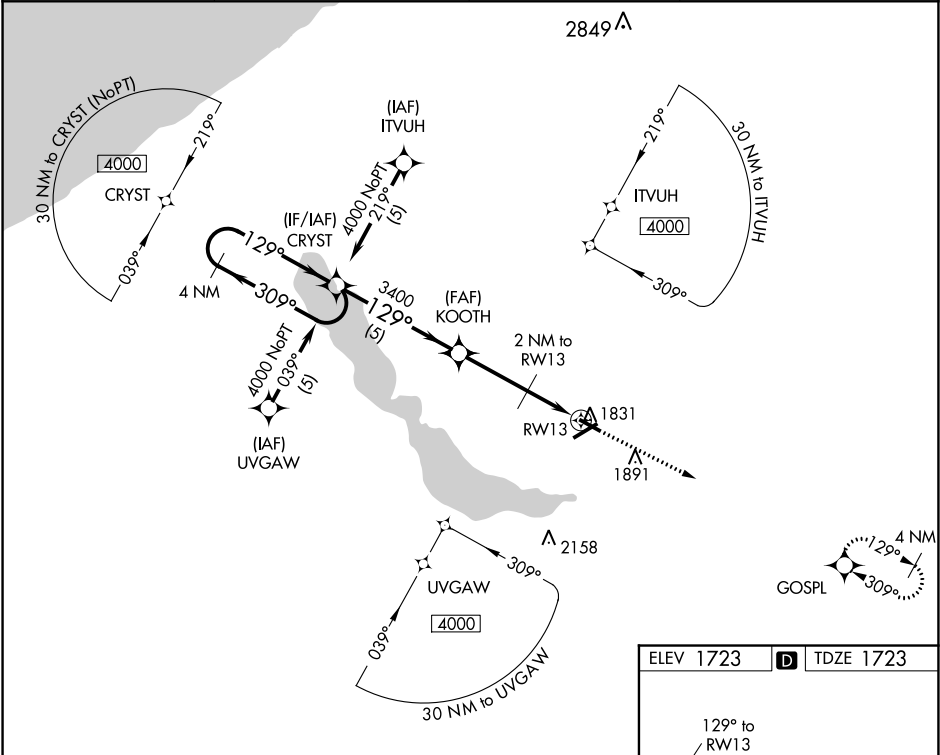 2849
30 NM to CRYST (NoPT)
219°
4000
CRYST
039°
(IAF)
ITVUH
4000 NoPT
219°
(5)
219°
30 NM to ITVUH
ITVUH
4000
309°
(IF/IAF)
CRYST
129°
4 NM
309°
3400
129°
(5)
(FAF)
KOOTH
2 NM to
RW13
4000 NoPT
039°
(5)
(IAF)
UVGAW
RW13
1831
1891
2158
309°
UVGAW
4000
039°
30 NM to UVGAW
4 NM
129°
309°
GOSPL
ELEV 1723 D TDZE 1723
129° to
RW13